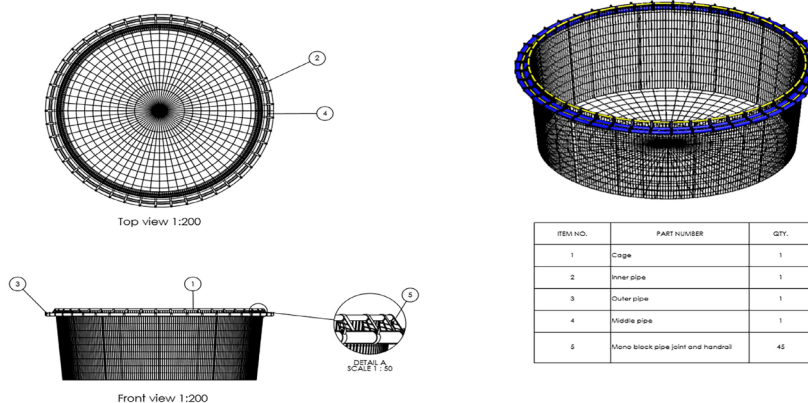 2
4
Top view 1:200
3
1
5
DETAIL A
SCALE 1 : 50
Front view 1:200
ITEM NO. PART NUMBER QTY.
1 Cage 1
2 Inner pipe 1
3 Outer pipe 1
4 Middle pipe 1
5 Mono block pipe joint and handrail 45